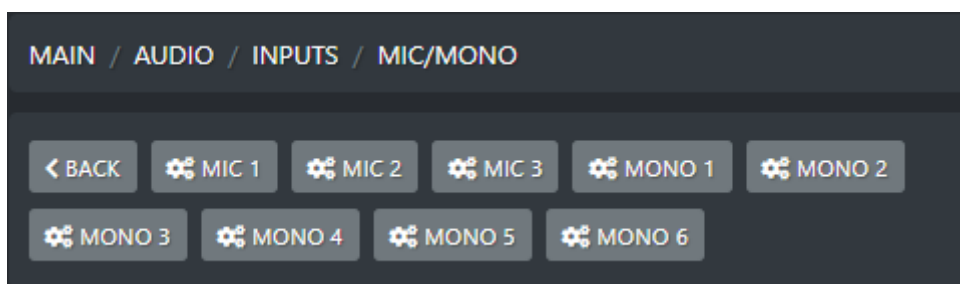 MAIN / AUDIO / INPUTS / MIC/MONO
BACK MIC 1 MIC 2 MIC 3 MONO 1 MONO 2
MONO 3 MONO 4 MONO 5 MONO 6